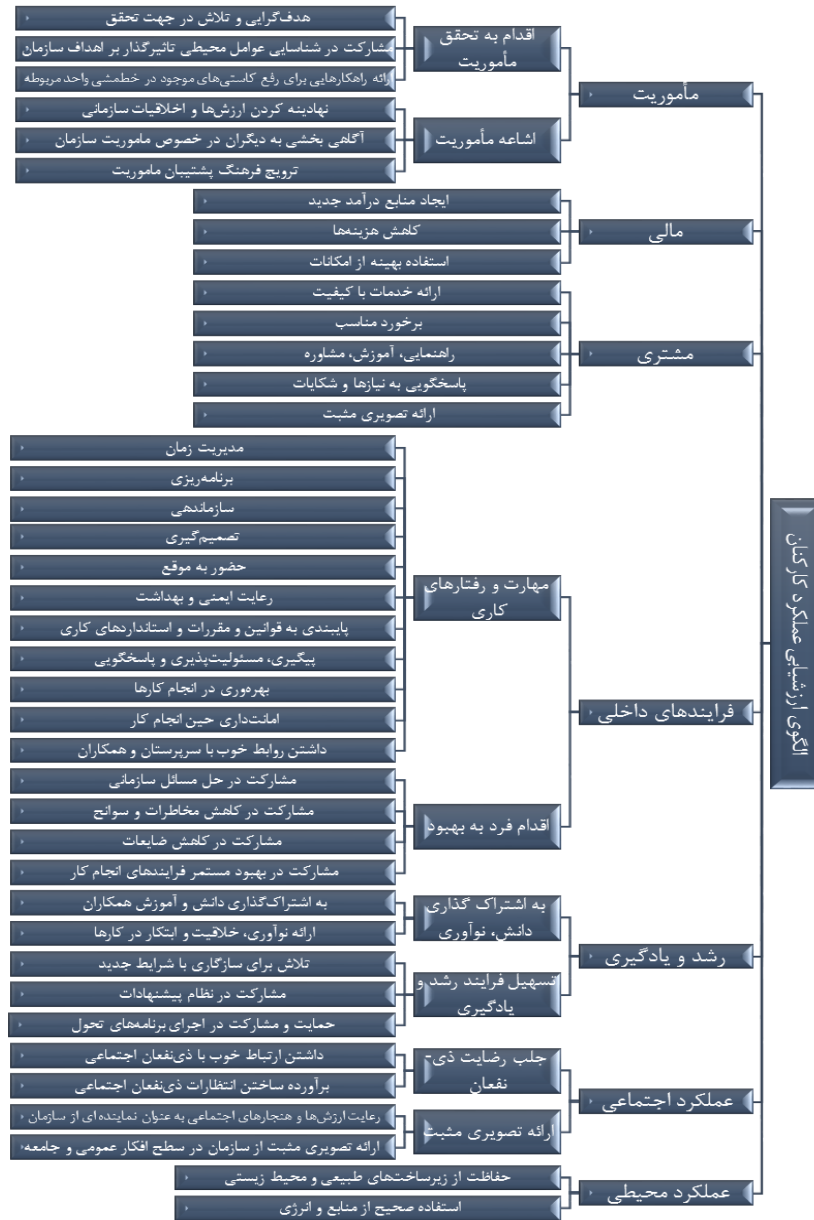 الگوی ارزشیابی عملکرد کارکنان
مأموریت
اقدام به تحقق
مأموریت
هدف‌گرایی و تلاش در جهت تحقق
مشارکت در شناسایی عوامل محیطی تاثیرگذار بر اهداف سازمان
ارائه راهکارهایی برای رفع کاستی‌های موجود در خط‌مشی واحد مربوطه
اشاعه مأموریت
نهادینه کردن ارزش‌ها و اخلاقیات سازمانی
آگاهی بخشی به دیگران در خصوص ماموریت سازمان
ترویج فرهنگ پشتیبان ماموریت
مالی
ایجاد منابع درآمد جدید
کاهش هزینه‌ها
استفاده بهینه از امکانات
مشتری
ارائه خدمات با کیفیت
برخورد مناسب
راهنمایی، آموزش، مشاوره
پاسخگویی به نیازها و شکایات
ارائه تصویری مثبت
فرایندهای داخلی
مهارت و رفتارهای
کاری
مدیریت زمان
برنامه‌ریزی
سازماندهی
تصمیم‌گیری
حضور به موقع
رعایت ایمنی و بهداشت
پایبندی به قوانین و مقررات و استانداردهای کاری
پیگیری، مسئولیت‌پذیری و پاسخگویی
بهره‌وری در انجام کارها
امانت‌داری حین انجام کار
داشتن روابط خوب با سرپرستان و همکاران
اقدام فرد به بهبود
مشارکت در حل مسائل سازمانی
مشارکت در کاهش مخاطرات و سوانح
مشارکت در کاهش ضایعات
مشارکت در بهبود مستمر فرایندهای انجام کار
رشد و یادگیری
به اشتراک گذاری
دانش، نوآوری
به اشتراک‌گذاری دانش و آموزش همکاران
ارائه نوآوری، خلاقیت و ابتکار در کارها
تسهیل فرایند رشد و
یادگیری
تلاش برای سازگاری با شرایط جدید
مشارکت در نظام پیشنهادات
حمایت و مشارکت در اجرای برنامه‌های تحول
عملکرد اجتماعی
جلب رضایت ذی-
نفعان
داشتن ارتباط خوب با ذی‌نفعان اجتماعی
برآورده ساختن انتظارات ذی‌نفعان اجتماعی
ارائه تصویری مثبت
رعایت ارزش‌ها و هنجارهای اجتماعی به عنوان نماینده ای از سازمان
ارائه تصویری مثبت از سازمان در سطح افکار عمومی و جامعه
عملکرد محیطی
حفاظت از زیرساخت‌های طبیعی و محیط زیستی
استفاده صحیح از منابع و انرژی